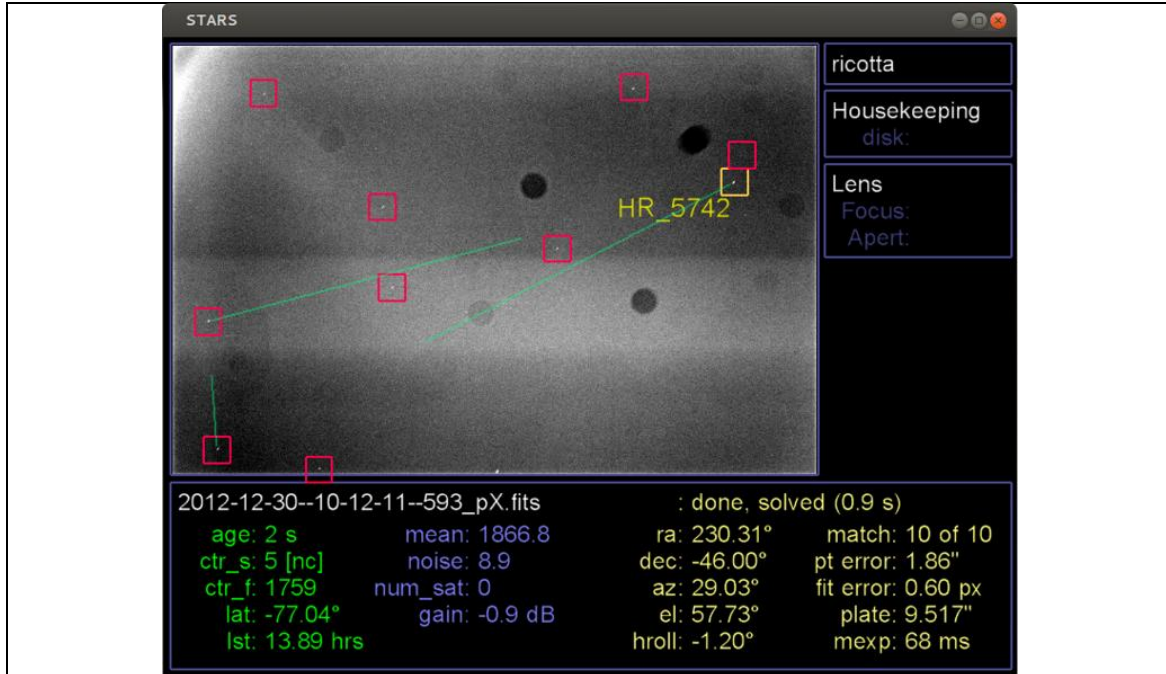 STARS
ricotta
Housekeeping
disk:
Lens
Focus:
Apert:
HR_5742
2012-12-30--10-12-11--593_pX.fits : done, solved (0.9 s)
age: 2 s mean: 1866.8 ra: 230.31° match: 10 of 10
ctr_s: 5 [nc] noise: 8.9 dec: -46.00° pt error: 1.86"
ctr_f: 1759 num_sat: 0 az: 29.03° fit error: 0.60 px
lat: -77.04° gain: -0.9 dB el: 57.73° plate: 9.517"
lst: 13.89 hrs hroll: -1.20° mexp: 68 ms